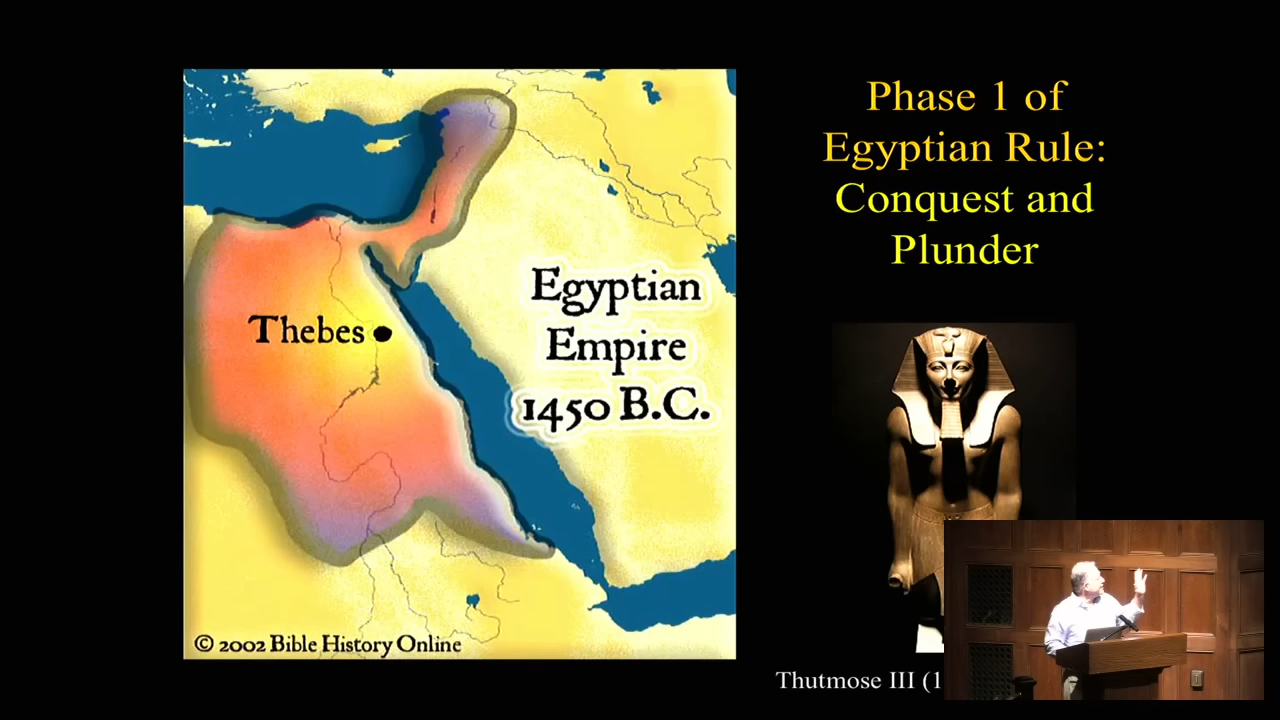 Phase 1 of
Egyptian Rule:
Conquest and
Plunder
Thebes
Egyptian
Empire
1450 B.C.
© 2002 Bible History Online
Thutmose III (1